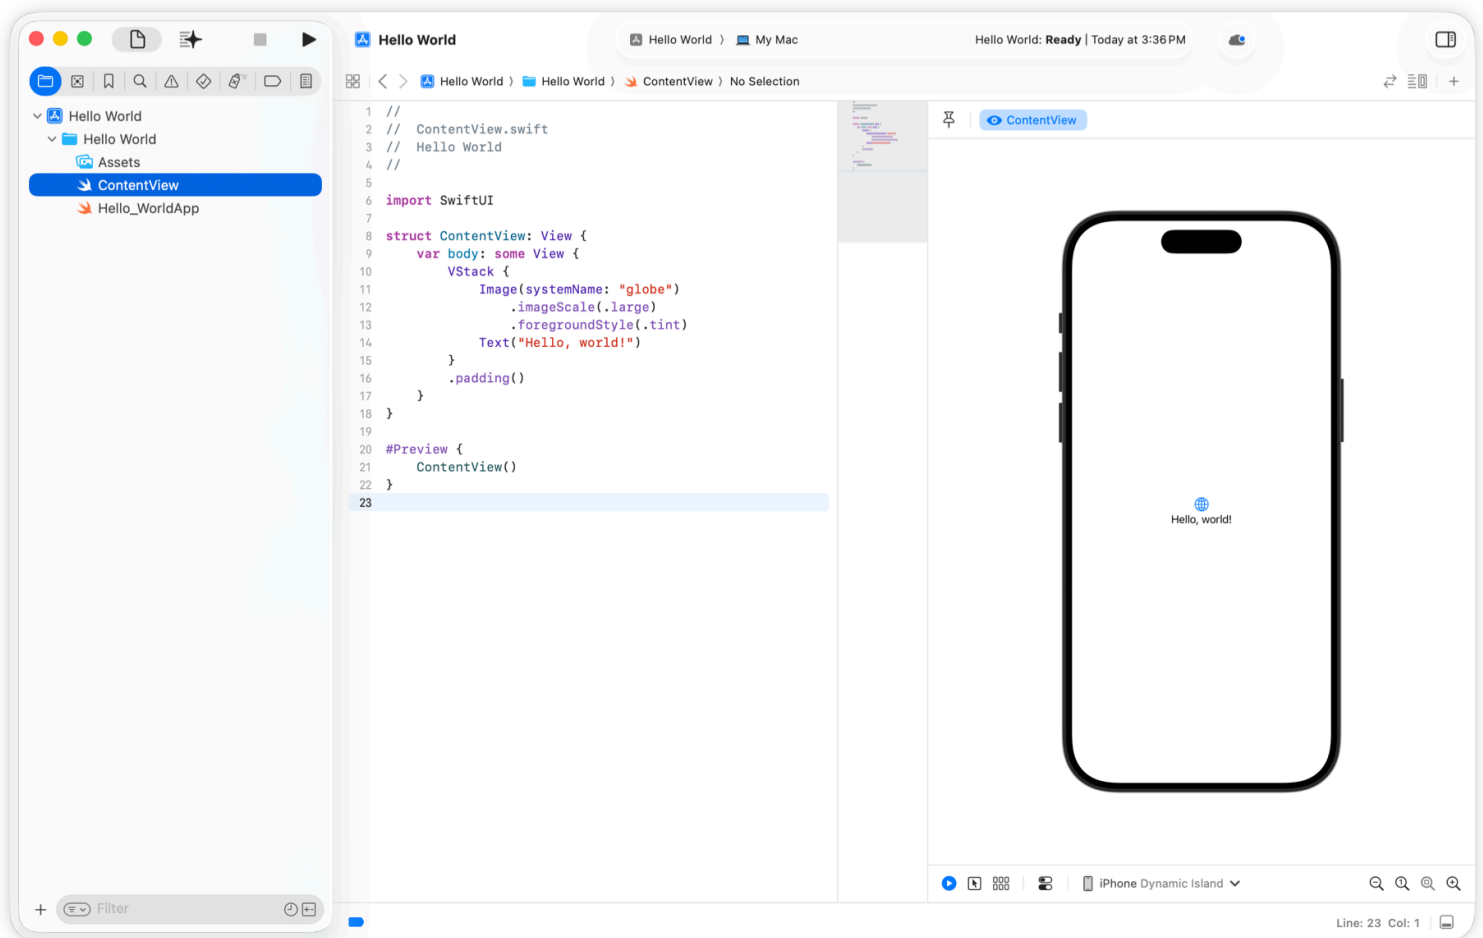 Hello World
Hello World 〉 My Mac
Hello World: Ready | Today at 3:36 PM
Hello World 〉 Hello World 〉 ContentView 〉 No Selection
Hello World
Hello World
Assets
ContentView
Hello_WorldApp
Filter
1 //
2 //  ContentView.swift
3 //  Hello World
4 //
5
6 import SwiftUI
7
8 struct ContentView: View {
9     var body: some View {
10         VStack {
11             Image(systemName: "globe")
12                 .imageScale(.large)
13                 .foregroundStyle(.tint)
14             Text("Hello, world!")
15         }
16         .padding()
17     }
18 }
19
20 #Preview {
21     ContentView()
22 }
23
ContentView
Hello, world!
iPhone Dynamic Island
Line: 23 Col: 1